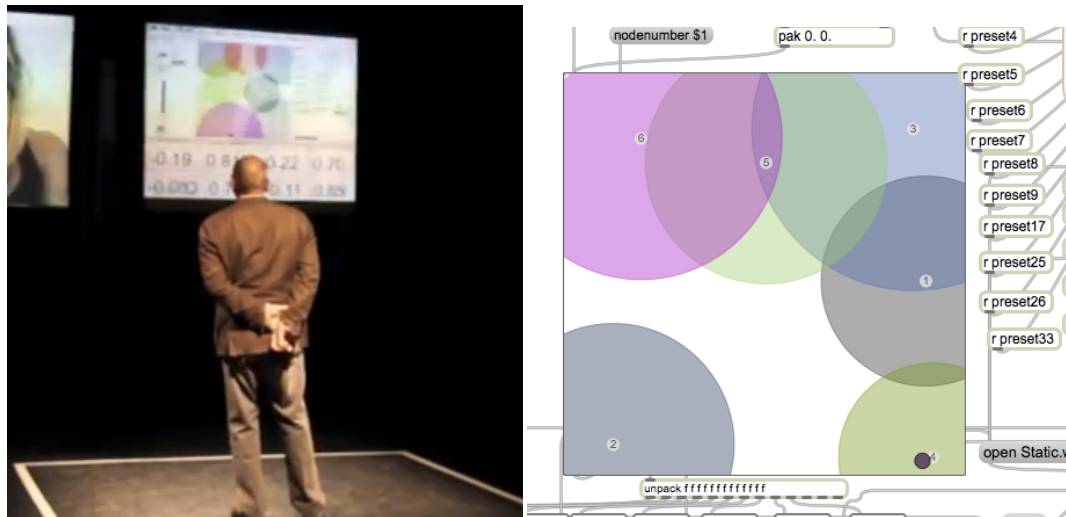 -0.19 0.22
0.11
nodenumber $1
pak 0. 0.
r preset4
r preset5
r preset6
r preset7
r preset8
r preset9
r preset17
r preset25
r preset26
r preset33
6
3
5
1
2
4
open Static.w
unpack f f f f f f f f f f f f f